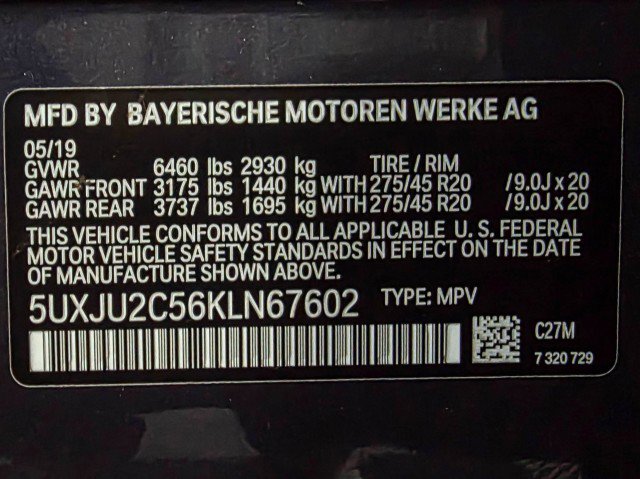 MFD BY BAYERISCHE MOTOREN WERKE AG
05/19
GVWR 6460 lbs 2930 kg TIRE / RIM
GAWR FRONT 3175 lbs 1440 kg WITH 275/45 R20 /9.0J x 20
GAWR REAR 3737 lbs 1695 kg WITH 275/45 R20 /9.0J x 20
THIS VEHICLE CONFORMS TO ALL APPLICABLE U.S. FEDERAL
MOTOR VEHICLE SAFETY STANDARDS IN EFFECT ON THE DATE
OF MANUFACTURE SHOWN ABOVE.
5UXJU2C56KLN67602 TYPE: MPV
C27M
7 320 729